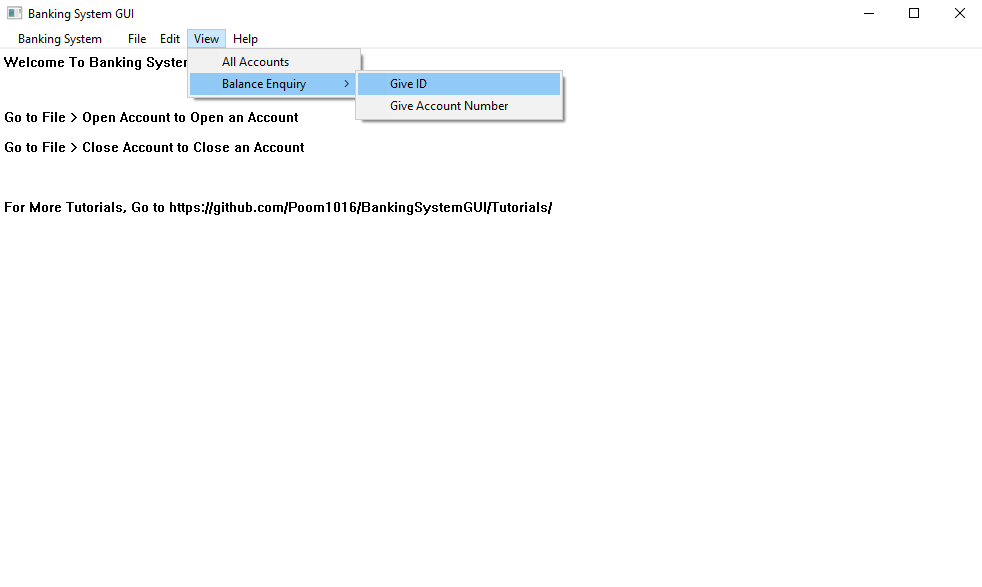 Banking System GUI
Banking System File Edit View Help
Welcome To Banking
All Accounts
Balance Enquiry
Give ID
Give Account Number
Go to File > Open Account to Open an Account
Go to File > Close Account to Close an Account
For More Tutorials, Go to https://github.com/Poom1016/BankingSystemGUI/Tutorials/